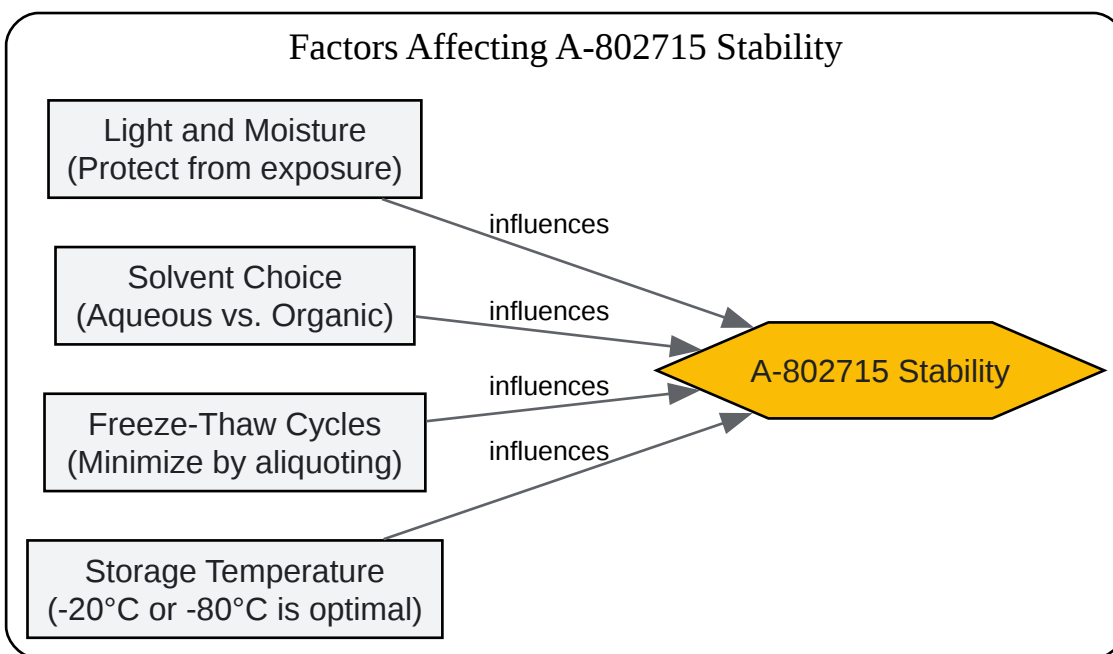 Factors Affecting A-802715 Stability
Light and Moisture
(Protect from exposure)
influences
Solvent Choice
(Aqueous vs. Organic)
influences
A-802715 Stability
Freeze-Thaw Cycles
(Minimize by aliquoting)
influences
Storage Temperature
(-20°C or -80°C is optimal)
influences